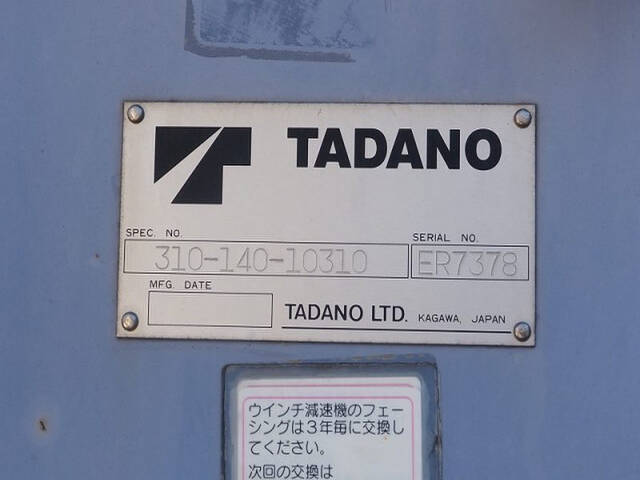 TADANO
SPEC. NO.
310-140-10310
SERIAL NO.
ER7378
MFG. DATE
TADANO LTD. KAGAWA, JAPAN
ウインチ減速機のフェー
シングは3年毎に交換し
てください。
次回の交換は